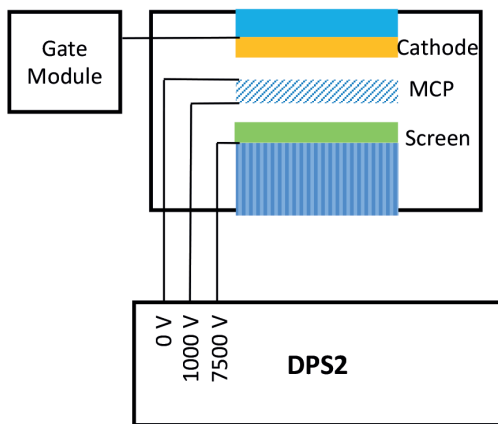 Gate
Module
Cathode
MCP
Screen
0 V
1000 V
7500 V
DPS2